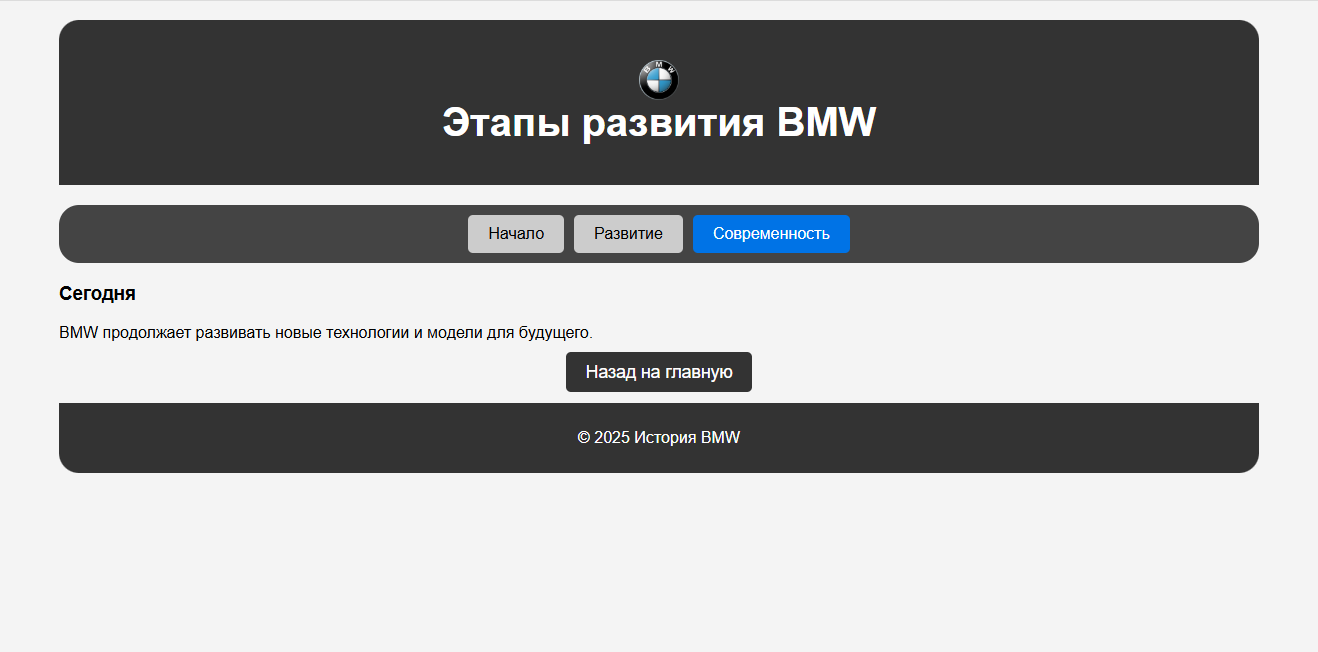 BMW
Этапы развития BMW
Начало
Развитие
Современность
Сегодня
BMW продолжает развивать новые технологии и модели для будущего.
Назад на главную
© 2025 История BMW